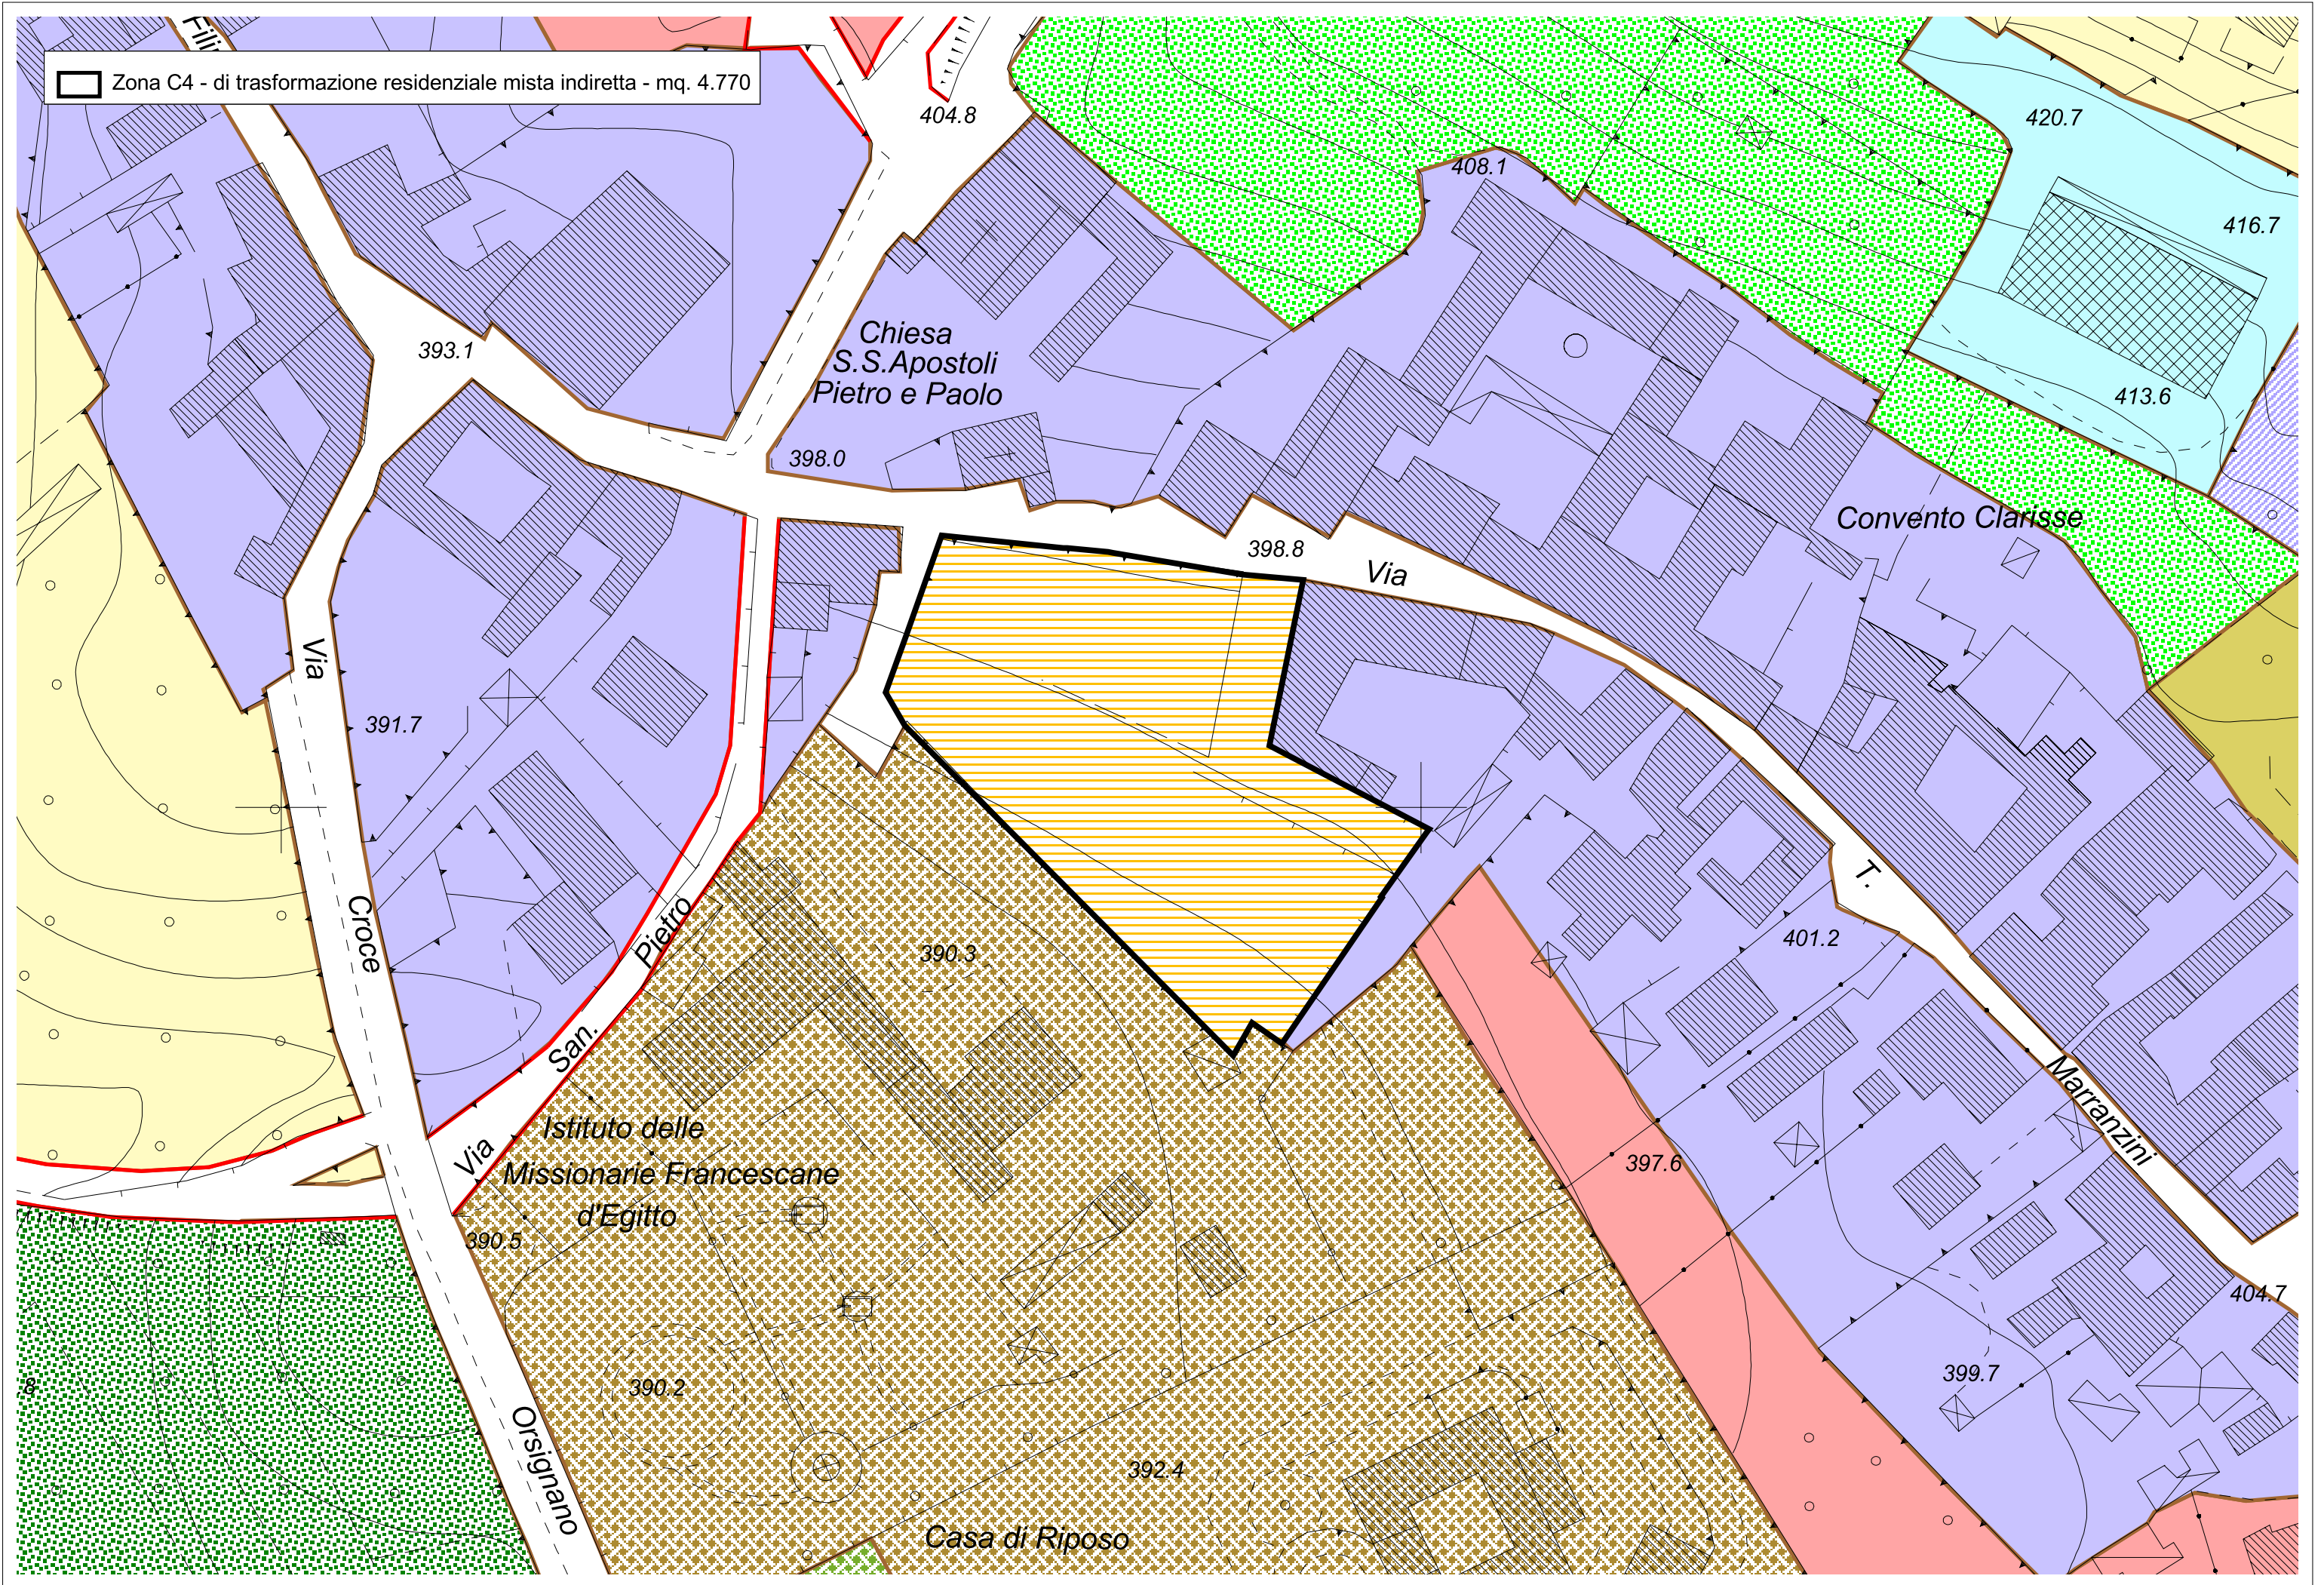 Fili
Zona C4 - di trasformazione residenziale mista indiretta - mq. 4.770
404.8
420.7
408.1
416.7
393.1
Chiesa
S.S.Apostoli
Pietro e Paolo
413.6
398.0
Convento Clarisse
398.8
Via
Via
391.7
T.
Croce
Pietro
390.3
401.2
San.
Marranzini
Istituto delle
Via
397.6
Missionarie Francescane
d'Egitto
390.5
404.7
399.7
390.2
.8
Orsignano
392.4
Casa di Riposo